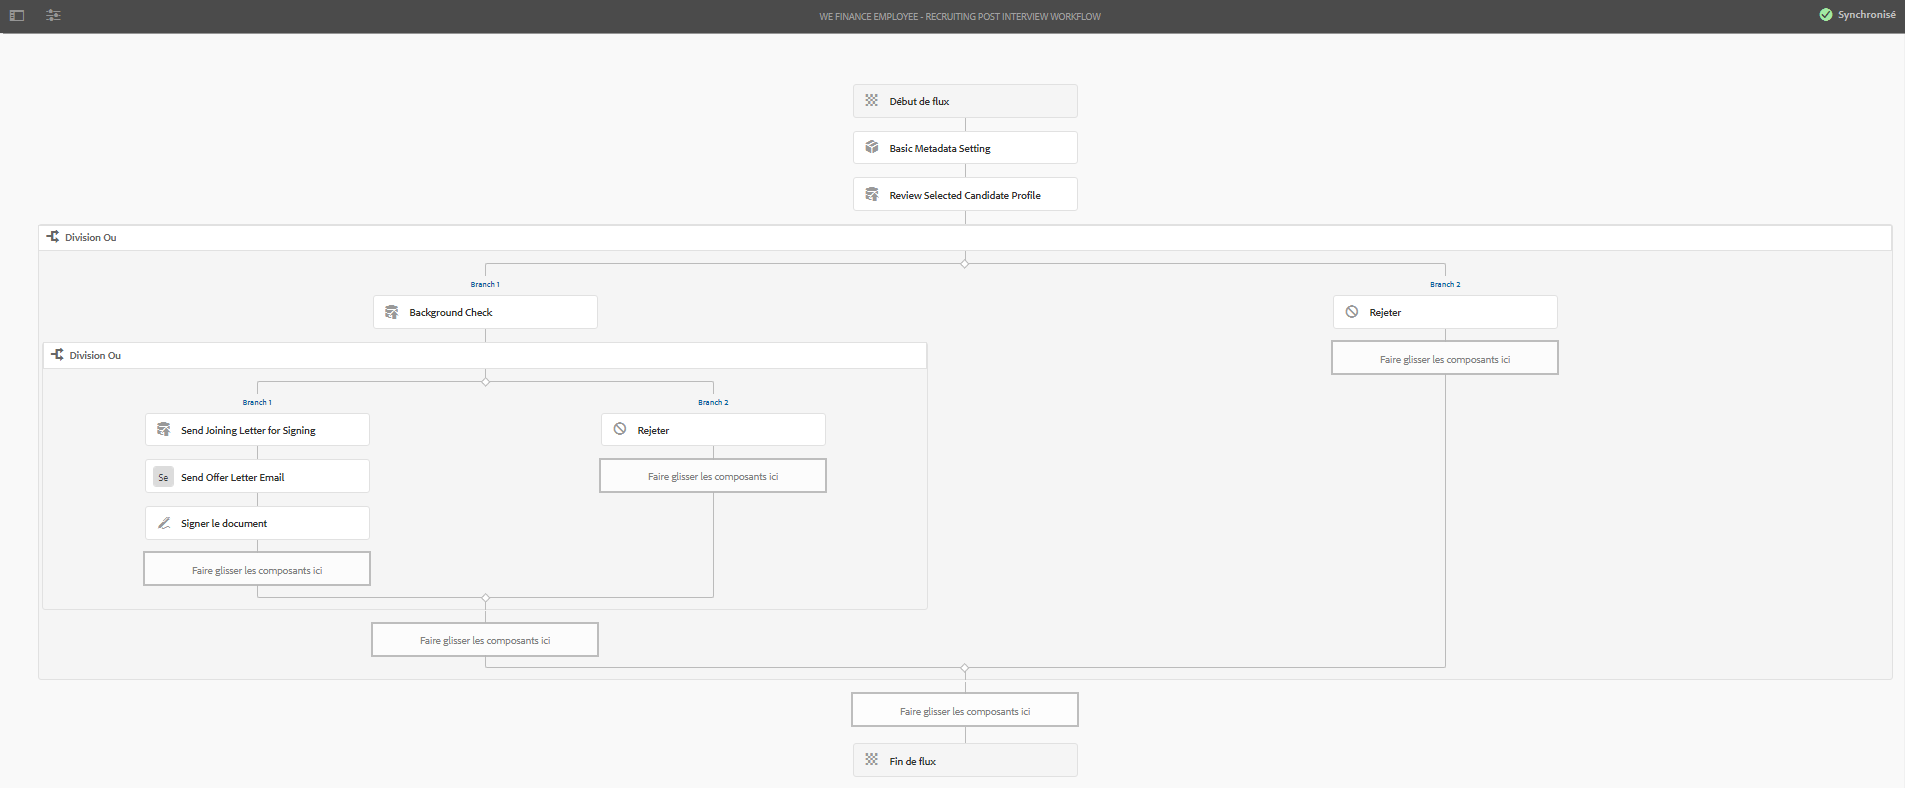 WE FINANCE EMPLOYEE - RECRUITING POST INTERVIEW WORKFLOW
Synchronisé
Début de flux
Basic Metadata Setting
Review Selected Candidate Profile
Division Ou
Branch 1
Branch 2
Background Check
Rejeter
Division Ou
Faire glisser les composants ici
Branch 1
Branch 2
Send Joining Letter for Signing
Rejeter
Se
Send Offer Letter Email
Faire glisser les composants ici
Signer le document
Faire glisser les composants ici
Faire glisser les composants ici
Faire glisser les composants ici
Fin de flux